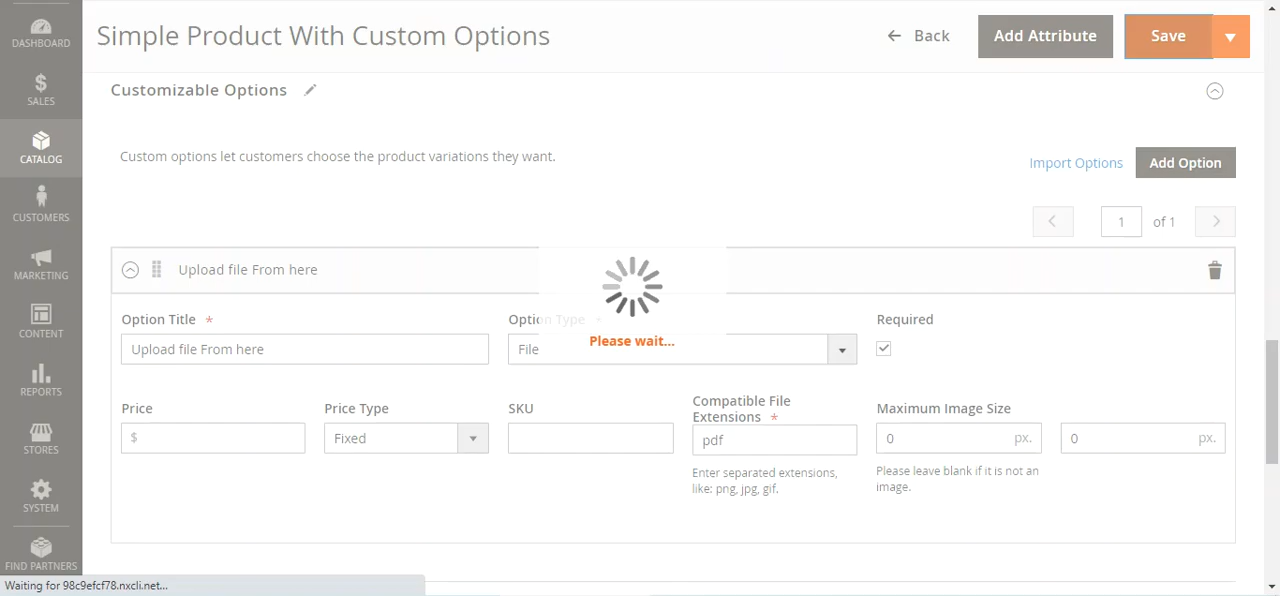 DASHBOARD
SALES
CATALOG
CUSTOMERS
MARKETING
CONTENT
REPORTS
STORES
SYSTEM
FIND PARTNERS
Simple Product With Custom Options
Back
Add Attribute
Save
Customizable Options
Custom options let customers choose the product variations they want.
Import Options
Add Option
1 of 1
Upload file From here
Option Title *
Option Type *
Required
Upload file From here
File
Please wait...
Price
Price Type
SKU
Compatible File
Extensions *
Maximum Image Size
$
Fixed
pdf
0 px.
0 px.
Enter separated extensions,
like: png, jpg, gif.
Please leave blank if it is not an
image.
Waiting for 98c9efcf78.nxcli.net...